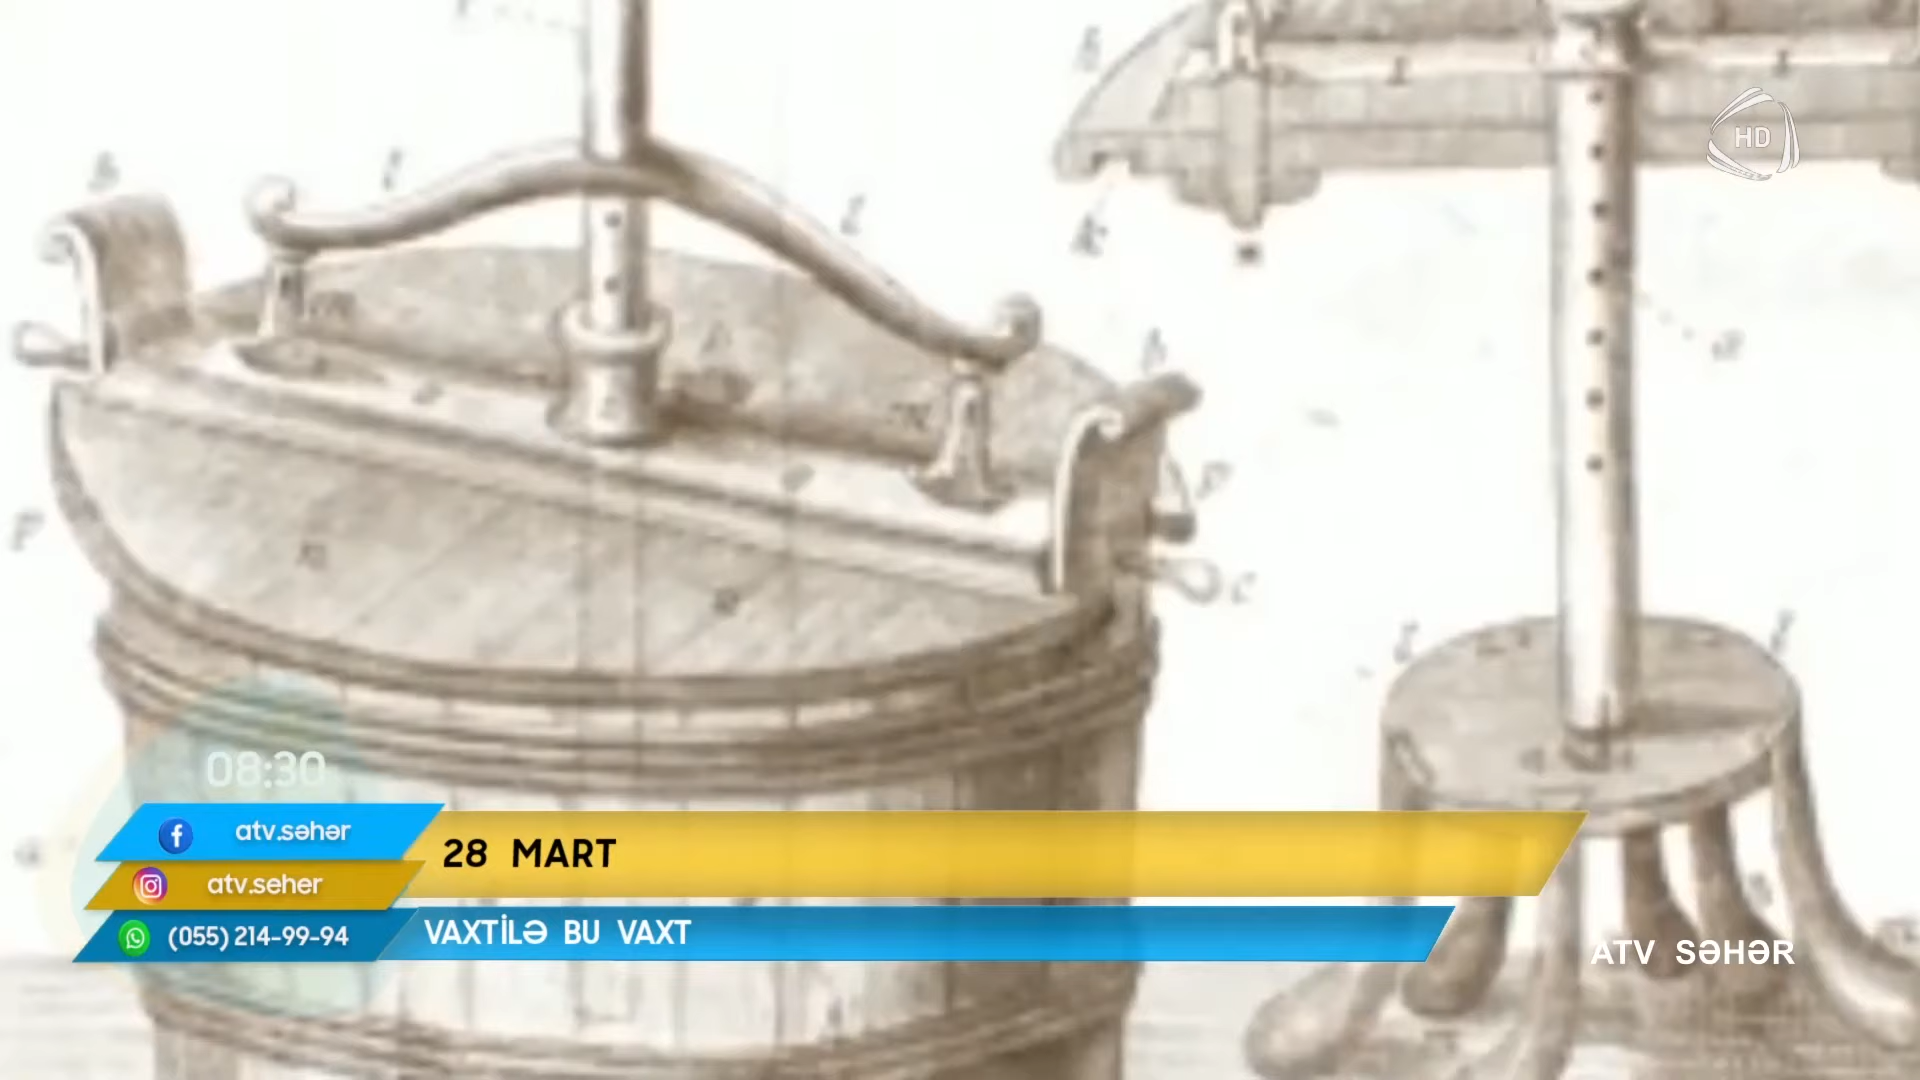 HD
08:30
atv.səhər
28 MART
atv.seher
(055) 214-99-94
VAXTİLƏ BU VAXT
ATV SƏHƏR